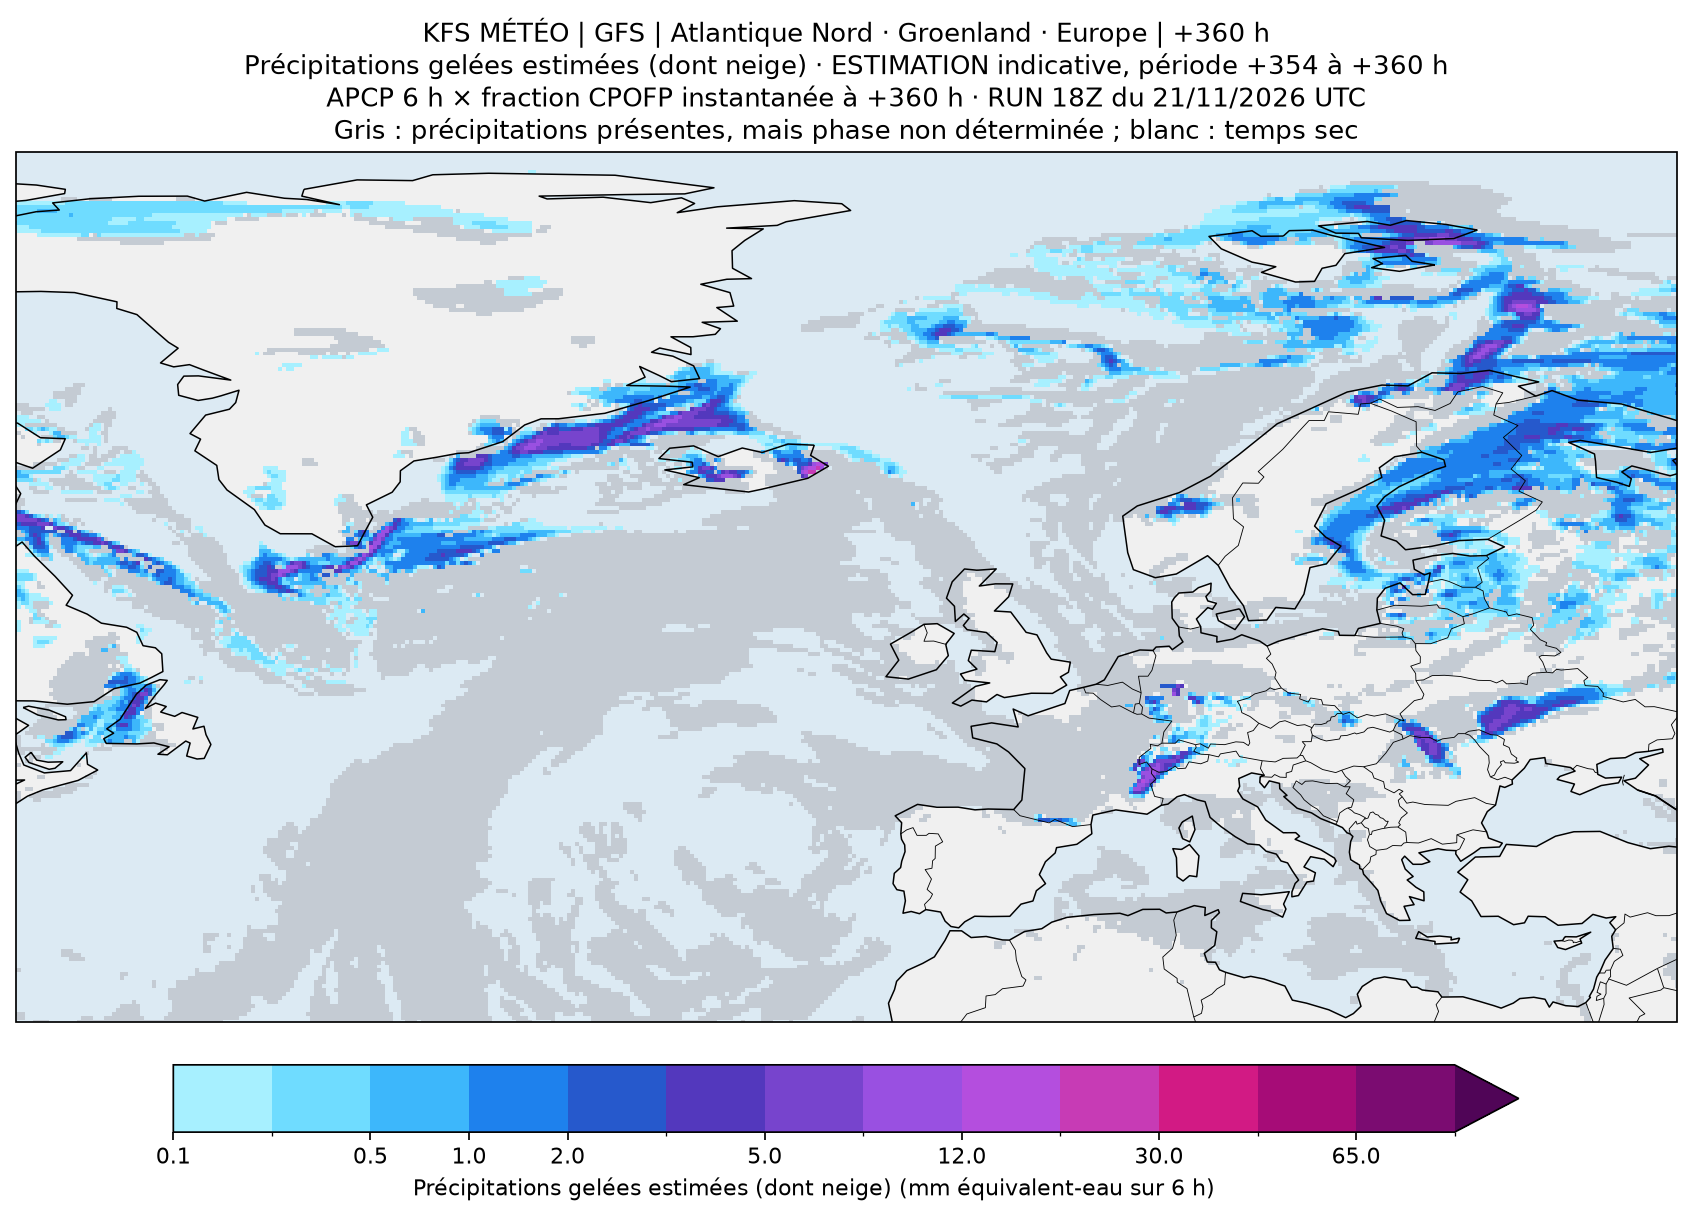 KFS MÉTÉO | GFS | Atlantique Nord · Groenland · Europe | +360 h
Précipitations gelées estimées (dont neige) · ESTIMATION indicative, période +354 à +360 h
APCP 6 h × fraction CPOFP instantanée à +360 h · RUN 18Z du 21/11/2026 UTC
Gris : précipitations présentes, mais phase non déterminée ; blanc : temps sec
0.1 0.5 1.0 2.0 5.0 12.0 30.0 65.0
Précipitations gelées estimées (dont neige) (mm équivalent-eau sur 6 h)